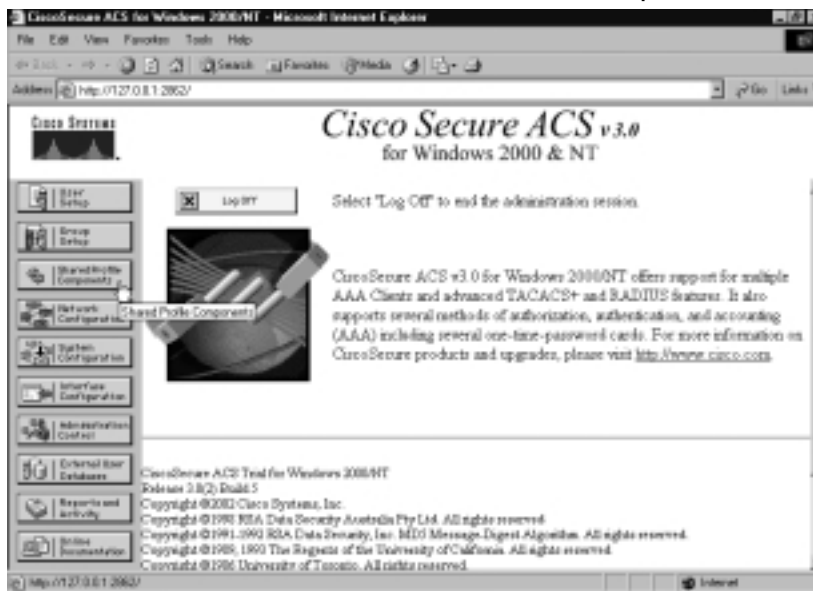 CiscoSecure ACS for Windows 2000/NT - Microsoft Internet Explorer
File Edit View Favorites Tools Help
Back Search Favorites Media
Address http://127.0.0.1:2862/ Go Links
CISCO SYSTEMS
Cisco Secure ACS v 3.0
for Windows 2000 & NT
User Setup
Group Setup
Shared Profile Components
Network Configuration
System Configuration
Interface Configuration
Administration Control
External User Databases
Reports and Activity
Online Documentation
Shared Profile Components
Log Off
Select "Log Off" to end the administration session.
CiscoSecure ACS v3.0 for Windows 2000/NT offers support for multiple
AAA Clients and advanced TACACS+ and RADIUS features. It also
supports several methods of authorization, authentication, and accounting
(AAA) including several one-time-password cards. For more information on
CiscoSecure products and upgrades, please visit http://www.cisco.com.
CiscoSecure ACS Trial for Windows 2000/NT
Release 3.0(2) Build 5
Copyright ©2002 Cisco Systems, Inc.
Copyright ©1998 RSA Data Security Australia Pty Ltd. All rights reserved
Copyright ©1991-1992 RSA Data Security, Inc. MD5 Message-Digest Algorithm. All rights reserved.
Copyright ©1989, 1993 The Regents of the University of California. All rights reserved.
Copyright ©1986 University of Toronto. All rights reserved.
http://127.0.0.1:2862/ Internet